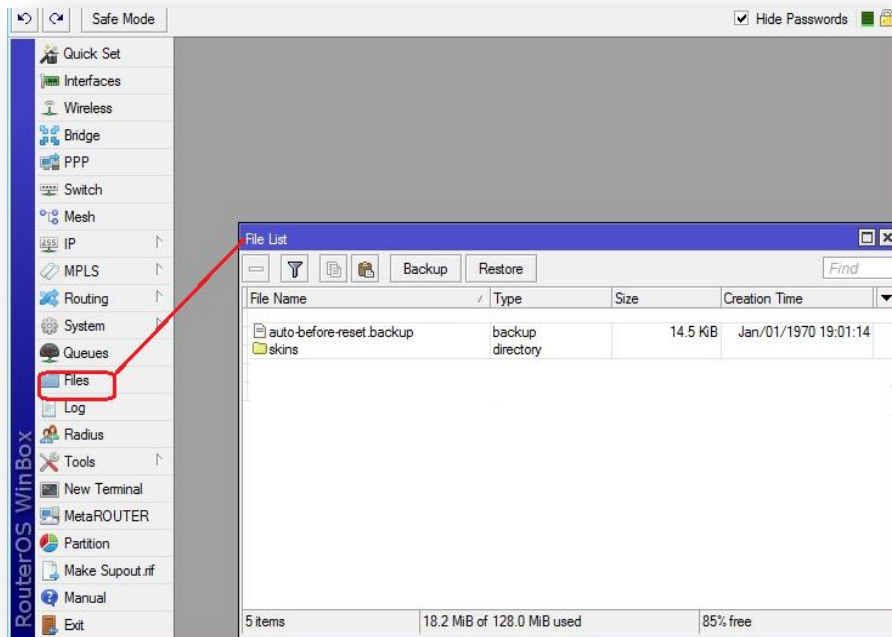 Safe Mode
Hide Passwords
Quick Set
Interfaces
Wireless
Bridge
PPP
Switch
Mesh
IP
MPLS
Routing
System
Queues
Files
Log
Radius
Tools
New Terminal
MetaROUTER
Partition
Make Supout.rif
Manual
Exit
RouterOS WinBox
File List
Backup Restore Find
File Name Type Size Creation Time
auto-before-reset.backup backup 14.5 KiB Jan/01/1970 19:01:14
skins directory
5 items 18.2 MiB of 128.0 MiB used 85% free